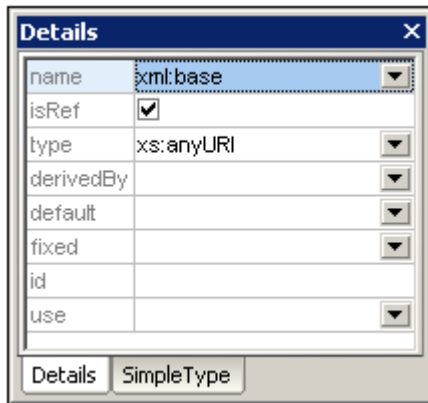 Details
name xml:base
isRef
type xs:anyURI
derivedBy
default
fixed
id
use
Details SimpleType